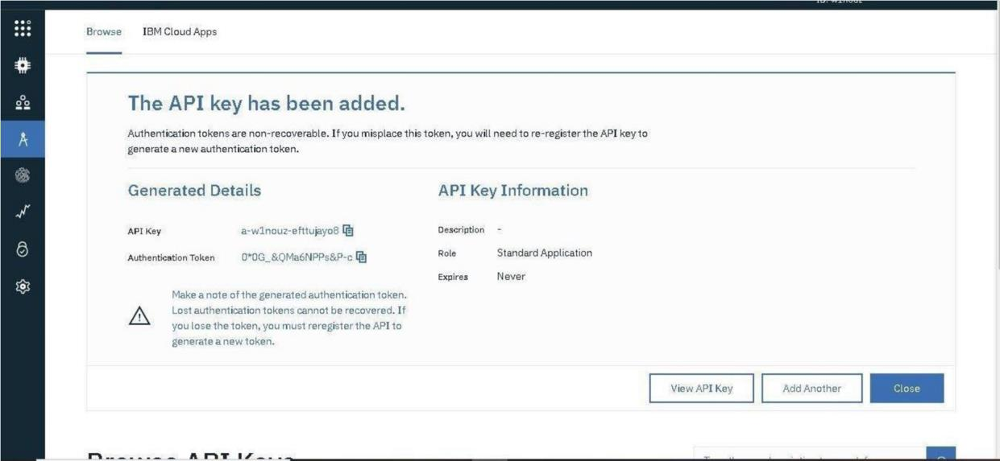 ID: w1nouz
Browse IBM Cloud Apps
The API key has been added.
Authentication tokens are non-recoverable. If you misplace this token, you will need to re-register the API key to
generate a new authentication token.
Generated Details
API Key Information
API Key a-w1nouz-efttujayo8
Description -
Authentication Token 0*0G_&QMa6NPPs&P-c
Role Standard Application
Expires Never
Make a note of the generated authentication token.
Lost authentication tokens cannot be recovered. If
you lose the token, you must reregister the API to
generate a new token.
View API Key Add Another Close
Browse API Keys